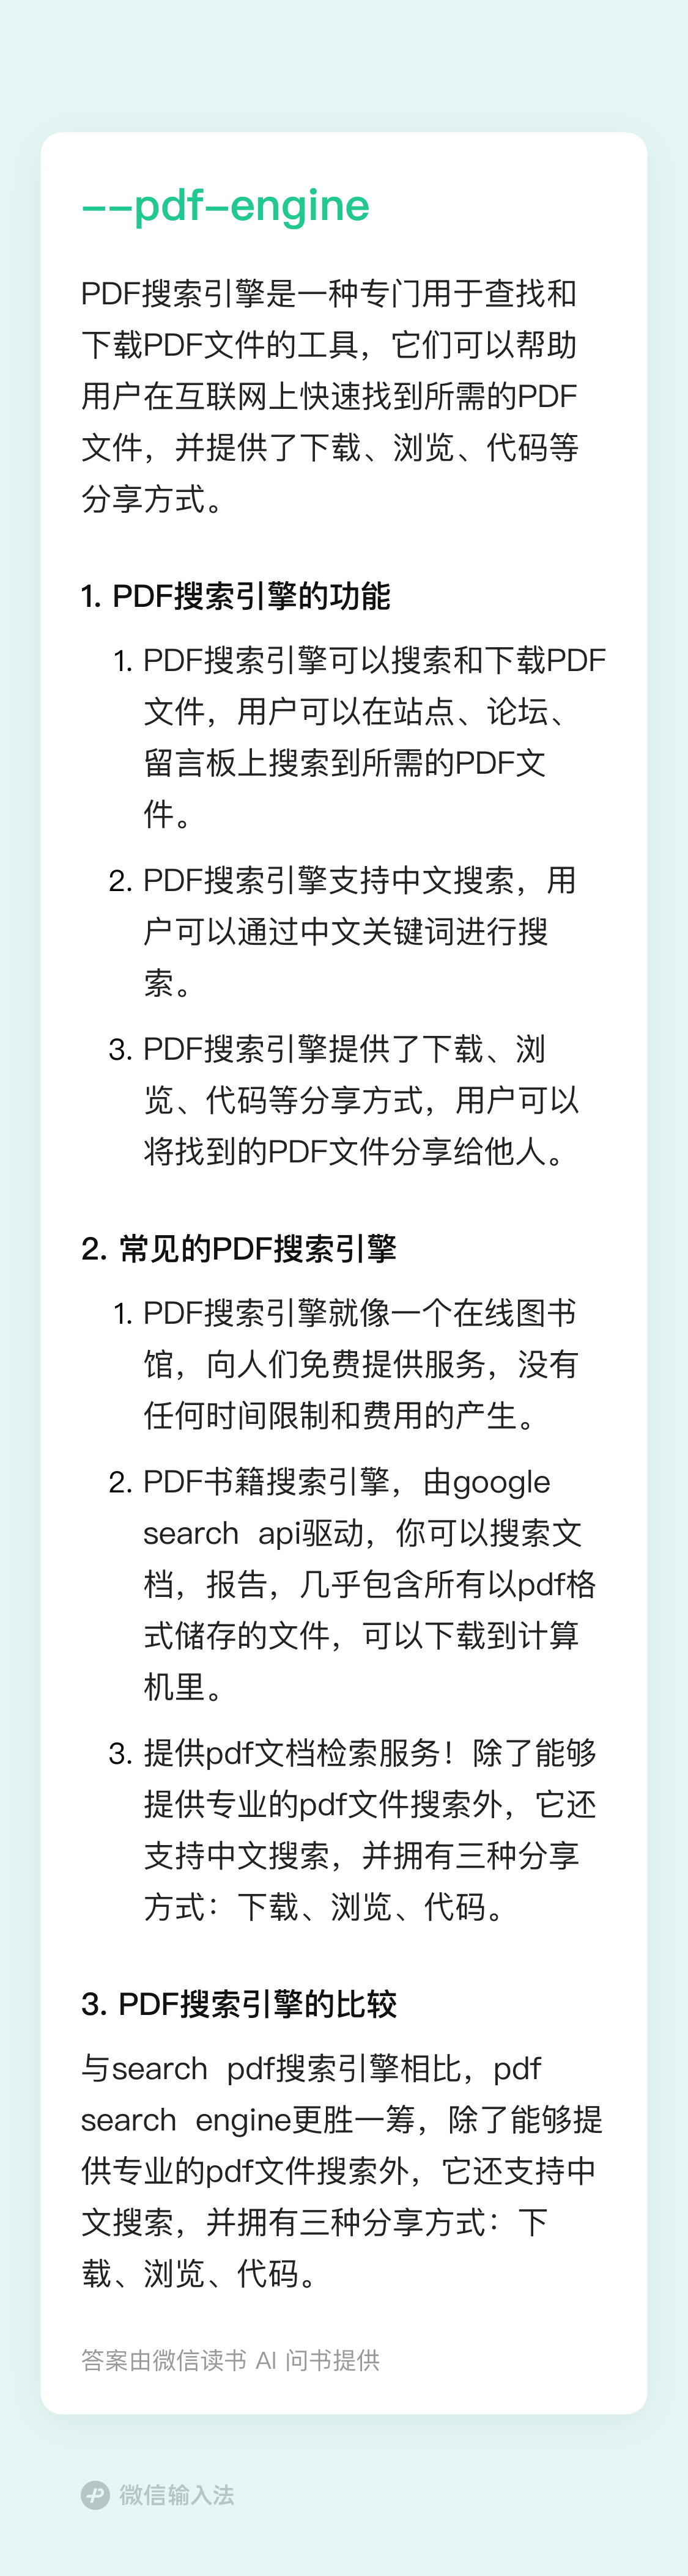 --pdf-engine
PDF搜索引擎是一种专门用于查找和
下载PDF文件的工具，它们可以帮助
用户在互联网上快速找到所需的PDF
文件，并提供了下载、浏览、代码等
分享方式。
1. PDF搜索引擎的功能
1. PDF搜索引擎可以搜索和下载PDF
文件，用户可以在站点、论坛、
留言板上搜索到所需的PDF文
件。
2. PDF搜索引擎支持中文搜索，用
户可以通过中文关键词进行搜
索。
3. PDF搜索引擎提供了下载、浏
览、代码等分享方式，用户可以
将找到的PDF文件分享给他人。
2. 常见的PDF搜索引擎
1. PDF搜索引擎就像一个在线图书
馆，向人们免费提供服务，没有
任何时间限制和费用的产生。
2. PDF书籍搜索引擎，由google
search api驱动，你可以搜索文
档，报告，几乎包含所有以pdf格
式储存的文件，可以下载到计算
机里。
3. 提供pdf文档检索服务！除了能够
提供专业的pdf文件搜索外，它还
支持中文搜索，并拥有三种分享
方式：下载、浏览、代码。
3. PDF搜索引擎的比较
与search pdf搜索引擎相比，pdf
search engine更胜一筹，除了能够提
供专业的pdf文件搜索外，它还支持中
文搜索，并拥有三种分享方式：下
载、浏览、代码。
答案由微信读书 AI 问书提供
微信输入法